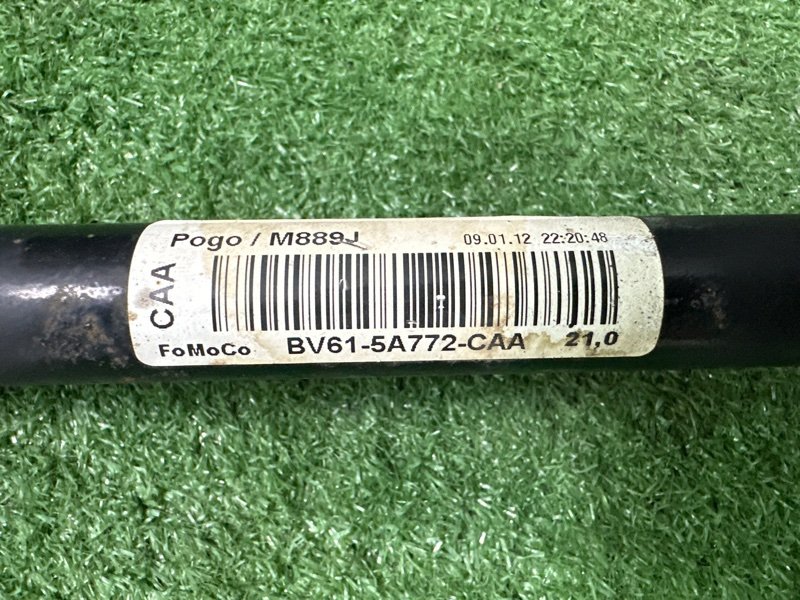 Pogo / M889J 09.01.12 22:20:48
CAA
FoMoCo BV61-5A772-CAA 21,0